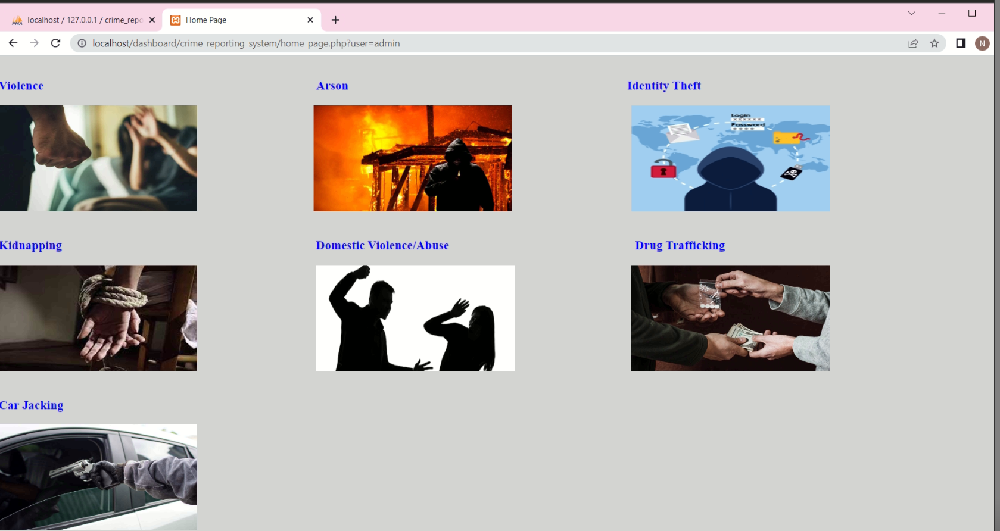 localhost / 127.0.0.1 / crime_repo
Home Page
localhost/dashboard/crime_reporting_system/home_page.php?user=admin
N
Violence
Arson
Identity Theft
Login
XXXXXX
Password
Kidnapping
Domestic Violence/Abuse
Drug Trafficking
Car Jacking